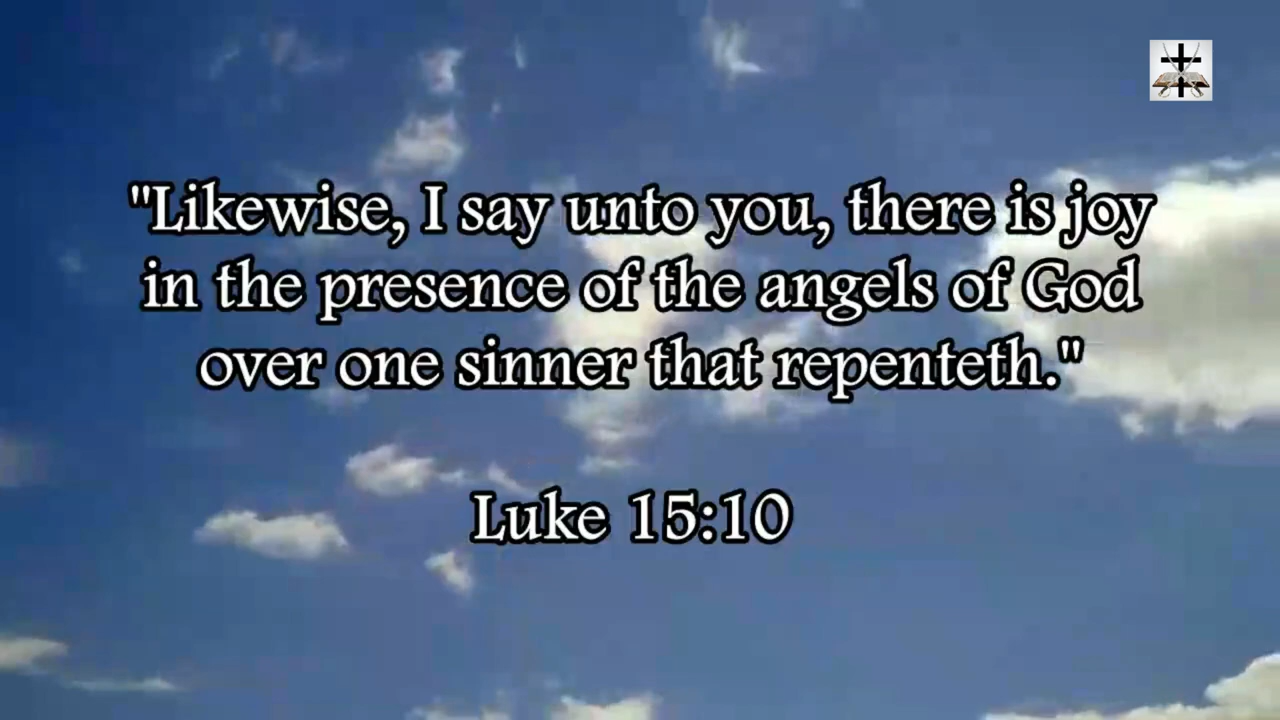 "Likewise, I say unto you, there is joy
in the presence of the angels of God
over one sinner that repenteth."
Luke 15:10